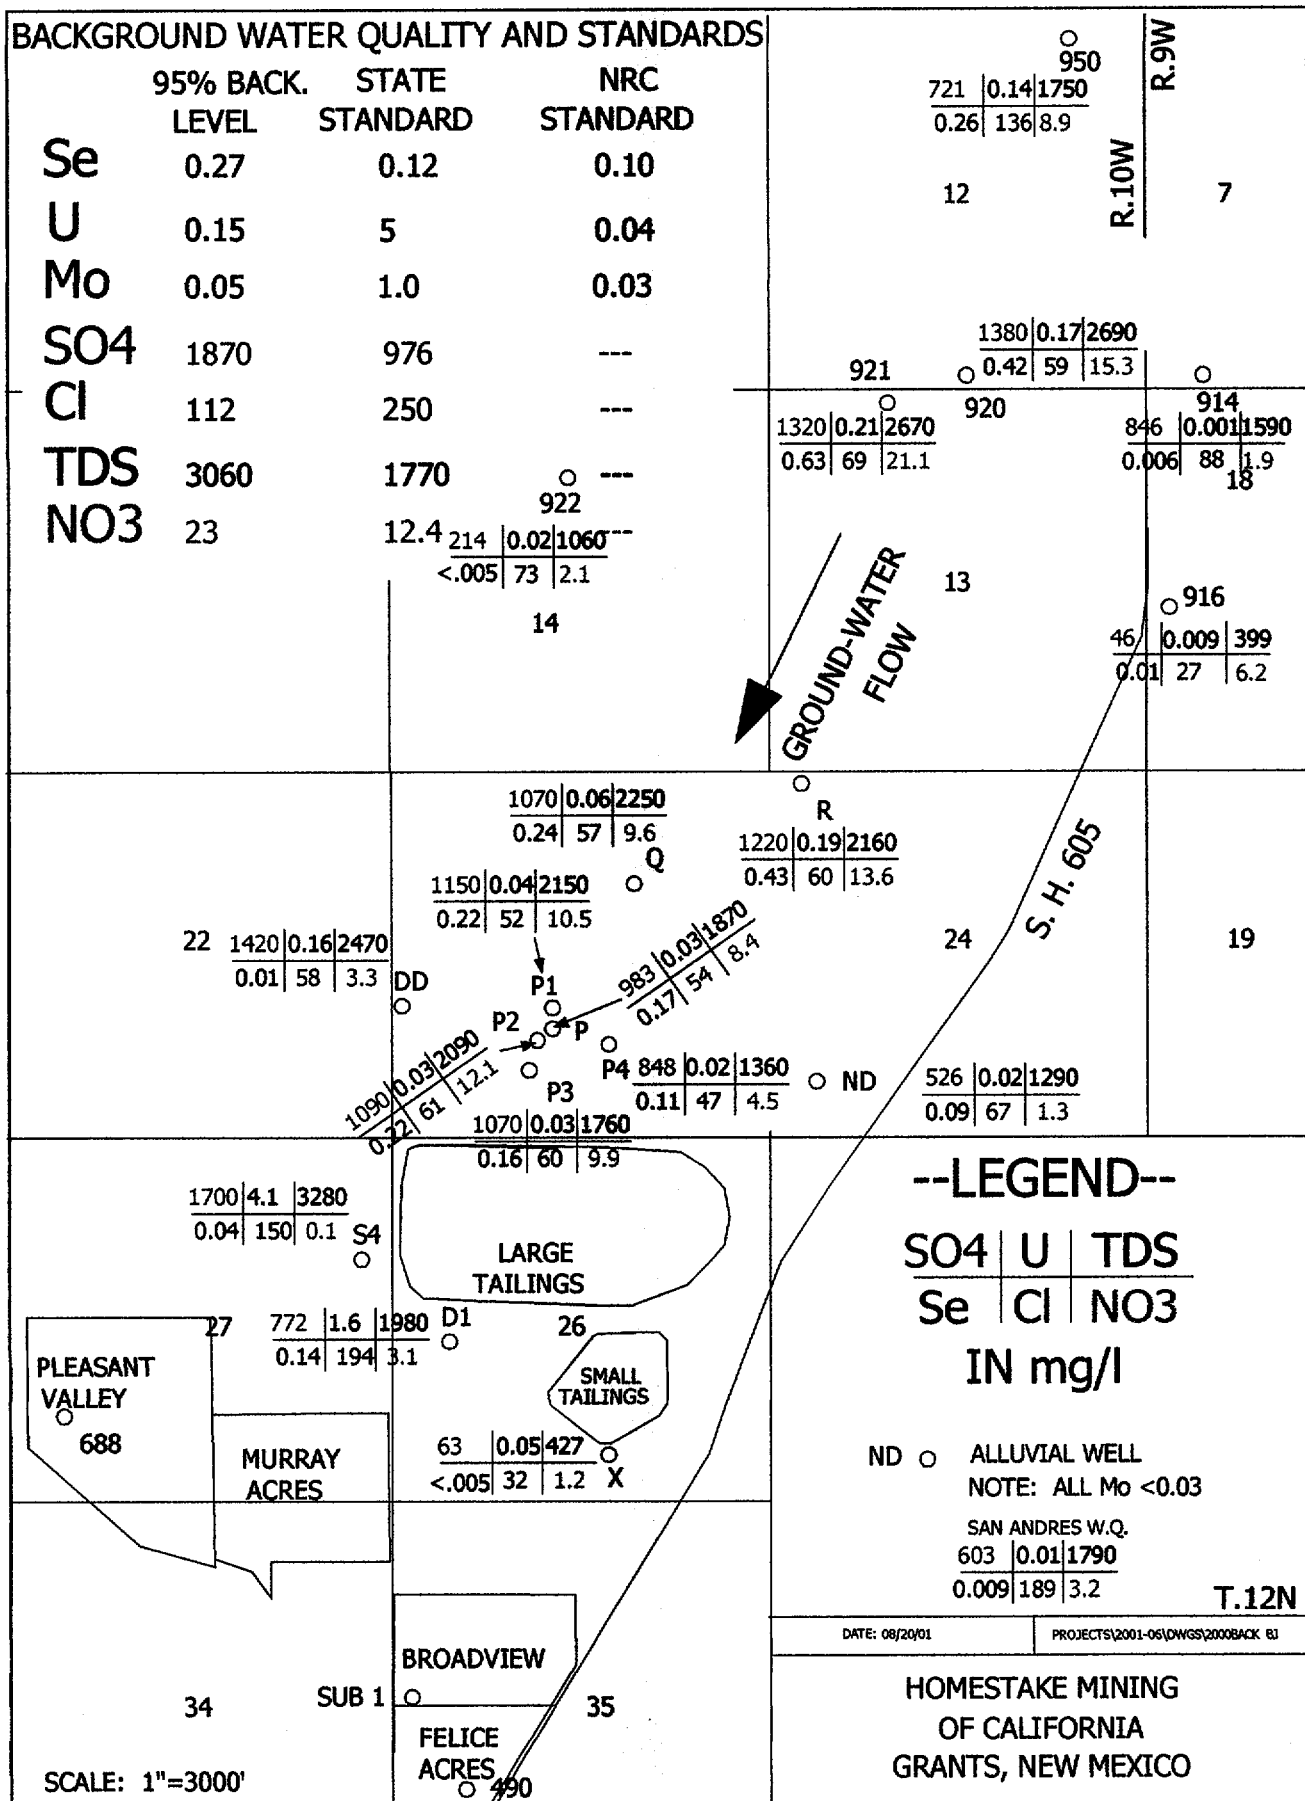 BACKGROUND WATER QUALITY AND STANDARDS
95% BACK. LEVEL STATE STANDARD NRC STANDARD
Se 0.27 0.12 0.10
U 0.15 5 0.04
Mo 0.05 1.0 0.03
SO4 1870 976 ---
Cl 112 250 ---
TDS 3060 1770 ---
NO3 23 12.4 ---
950
721 0.14 1750
0.26 136 8.9
R.9W
R.10W
12
7
1380 0.17 2690
0.42 59 15.3
921
920
914
1320 0.21 2670
0.63 69 21.1
846 0.001 1590
0.006 88 1.9
18
922
214 0.02 1060
<.005 73 2.1
14
13
GROUND-WATER
FLOW
916
46 0.009 399
0.01 27 6.2
1070 0.06 2250
0.24 57 9.6
Q
R
1220 0.19 2160
0.43 60 13.6
S. H. 605
1150 0.04 2150
0.22 52 10.5
22
1420 0.16 2470
0.01 58 3.3
DD
983 0.03 1870
0.17 54 8.4
24
19
P1
P2
P
P4
P3
1090 0.03 2090
0.22 61 12.1
848 0.02 1360
0.11 47 4.5
ND
526 0.02 1290
0.09 67 1.3
1070 0.03 1760
0.16 60 9.9
1700 4.1 3280
0.04 150 0.1
S4
LARGE
TAILINGS
27
772 1.6 1980
0.14 194 3.1
D1
26
SMALL
TAILINGS
PLEASANT
VALLEY
688
MURRAY
ACRES
63 0.05 427
<.005 32 1.2
X
--LEGEND--
SO4 U TDS
Se Cl NO3
IN mg/l
ND ALLUVIAL WELL
NOTE: ALL Mo <0.03
SAN ANDRES W.Q.
603 0.01 1790
0.009 189 3.2
T.12N
DATE: 08/20/01
PROJECTS\2001-06\DWGS\2000BACK
BROADVIEW
SUB 1
34
35
FELICE
ACRES
490
SCALE: 1"=3000'
HOMESTAKE MINING
OF CALIFORNIA
GRANTS, NEW MEXICO